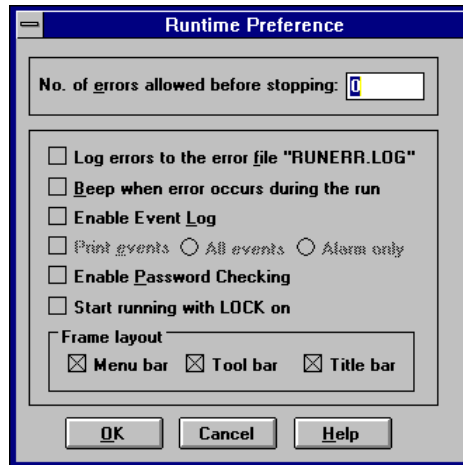 Runtime Preference
No. of errors allowed before stopping: 0
Log errors to the error file "RUNERR.LOG"
Beep when error occurs during the run
Enable Event Log
Print events All events Alarm only
Enable Password Checking
Start running with LOCK on
Frame layout
Menu bar Tool bar Title bar
OK Cancel Help